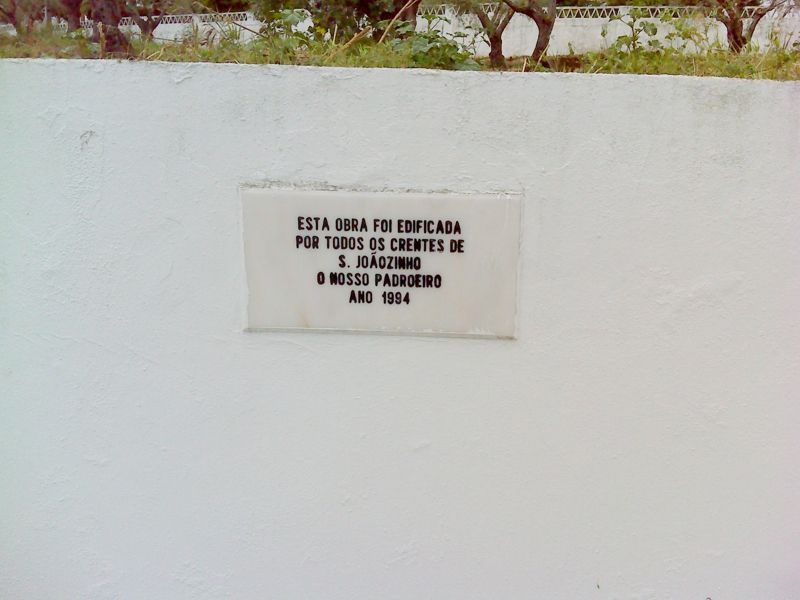 ESTA OBRA FOI EDIFICADA
POR TODOS OS CRENTES DE
S. JOÃOZINHO
O NOSSO PADROEIRO
ANO 1994